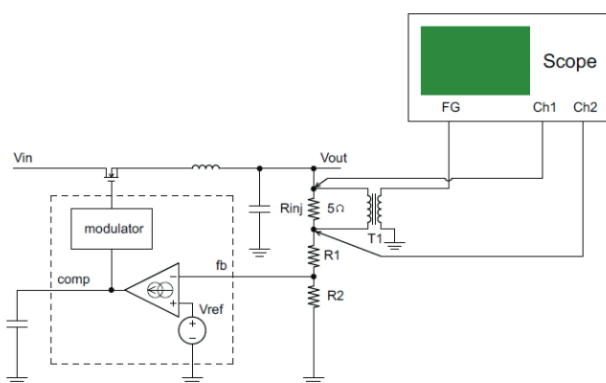 Scope
FG Ch1 Ch2
Vin Vout
Rinj 5Ω
T1
modulator
R1
comp fb
R2
Vref